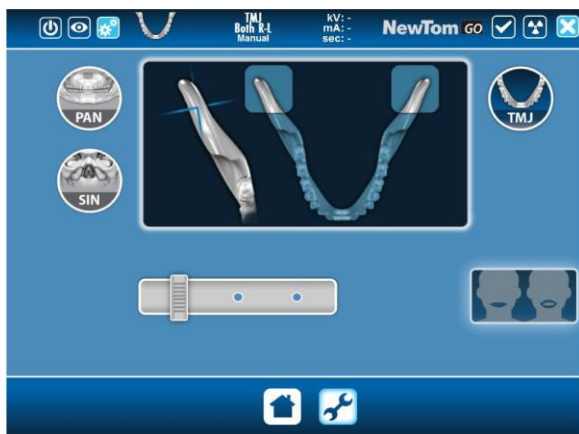 TMJ
Both R-L
Manual
kV: -
mA: -
sec: -
NewTom GO
PAN
TMJ
SIN